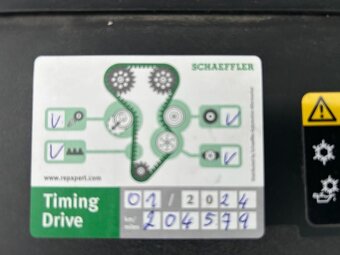 SCHAEFFLER
V
V
V
V
www.repxpert.com
Timing Drive
01 / 2024
km/miles 204579